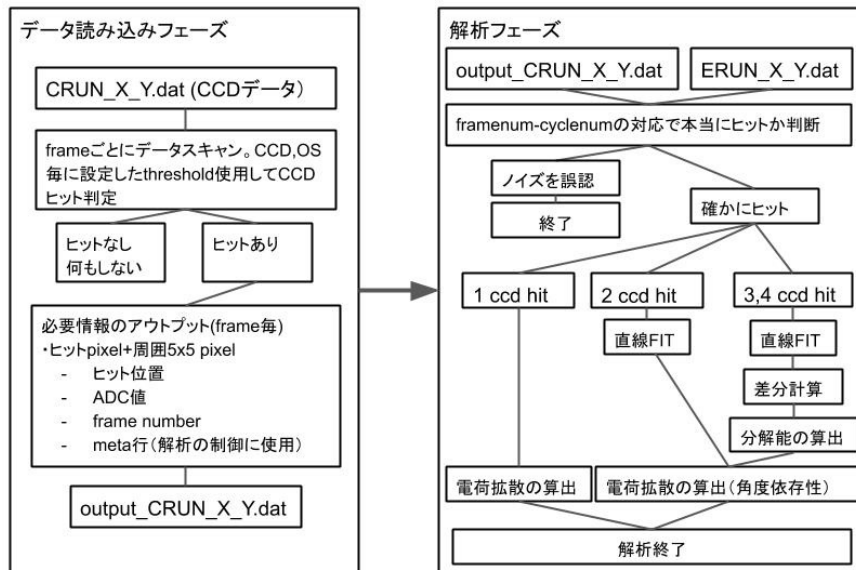 データ読み込みフェーズ
CRUN_X_Y.dat (CCDデータ)
frameごとにデータスキャン。CCD,OS
毎に設定したthreshold使用してCCD
ヒット判定
ヒットなし
何もしない
ヒットあり
必要情報のアウトプット(frame毎)
・ヒットpixel+周囲5x5 pixel
- ヒット位置
- ADC値
- frame number
- meta行(解析の制御に使用)
output_CRUN_X_Y.dat
解析フェーズ
output_CRUN_X_Y.dat
ERUN_X_Y.dat
framenum-cyclenumの対応で本当にヒットか判断
ノイズを誤認
終了
確かにヒット
1 ccd hit
2 ccd hit
3,4 ccd hit
直線FIT
直線FIT
差分計算
分解能の算出
電荷拡散の算出
電荷拡散の算出(角度依存性)
解析終了